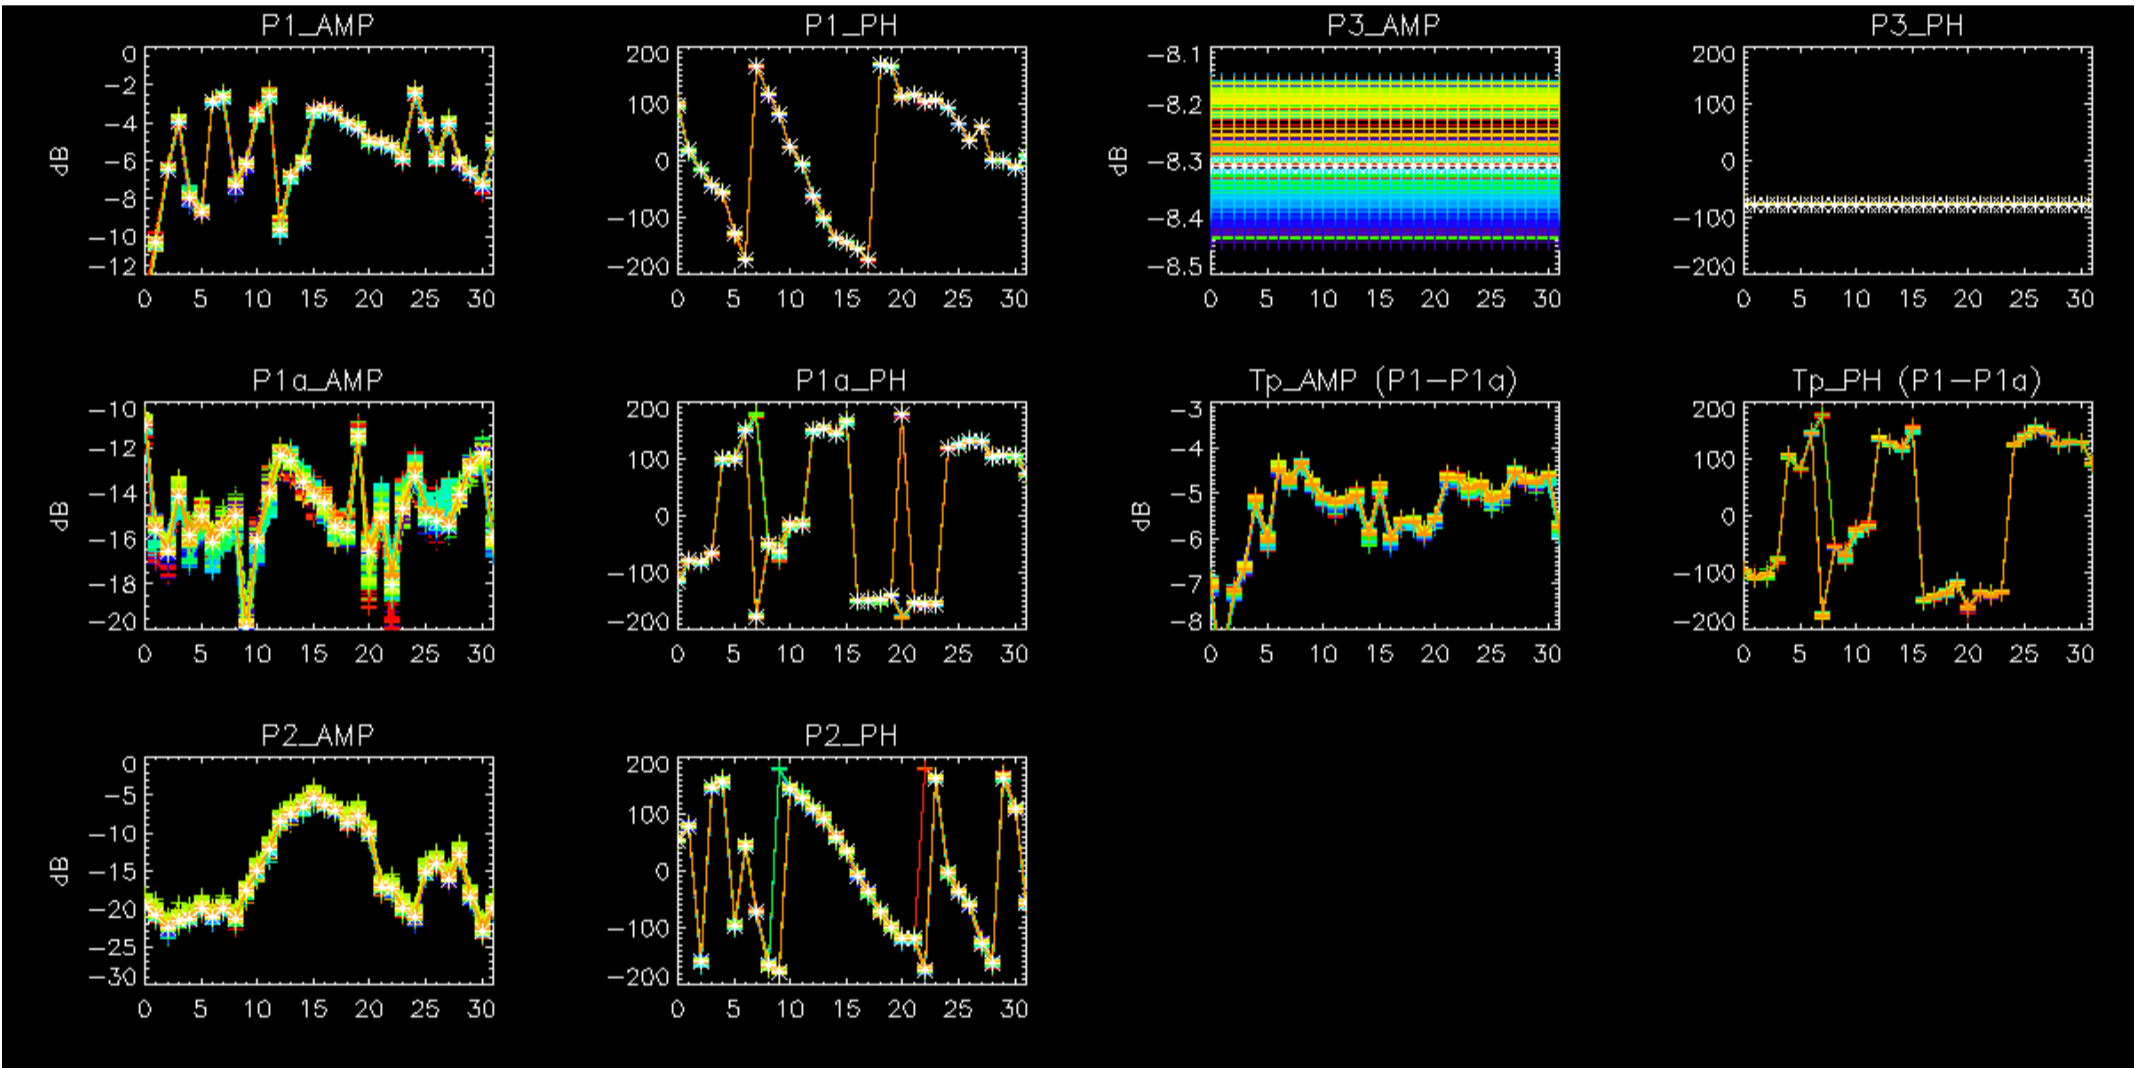 P1_AMP P1_PH P3_AMP P3_PH
0 200 -8.1 200
-2 100 -8.2 100
-4 0 -8.3 0
-6 -100 -8.4 -100
-8 -200 -8.5 -200
-10
-12
dB dB
0 5 10 15 20 25 30 0 5 10 15 20 25 30 0 5 10 15 20 25 30 0 5 10 15 20 25 30
P1a_AMP P1a_PH Tp_AMP (P1-P1a) Tp_PH (P1-P1a)
-10 200 -3 200
-12 100 -4 100
-14 0 -5 0
-16 -100 -6 -100
-18 -200 -7 -200
-20 -8
dB dB
0 5 10 15 20 25 30 0 5 10 15 20 25 30 0 5 10 15 20 25 30 0 5 10 15 20 25 30
P2_AMP P2_PH
0 200
-5 100
-10 0
-15 -100
-20 -200
-25
-30
dB
0 5 10 15 20 25 30 0 5 10 15 20 25 30